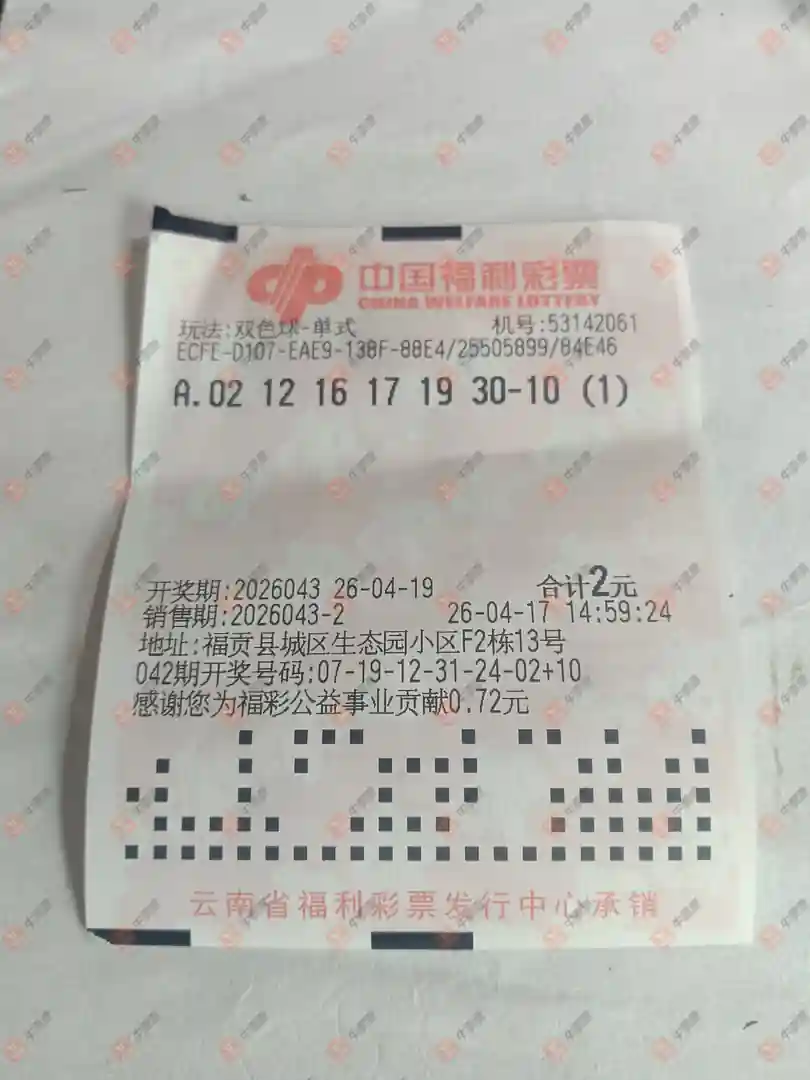 中国福利彩票
CHINA WELFARE LOTTERY
玩法:双色球-单式 机号:53142061
ECFE-D107-EAE9-138F-88E4/25505899/84E46
A.02 12 16 17 19 30-10 (1)
开奖期:2026043 26-04-19 合计2元
销售期:2026043-2 26-04-17 14:59:24
地址:福贡县城区生态园小区F2栋13号
042期开奖号码:07-19-12-31-24-02+10
感谢您为福彩公益事业贡献0.72元
云南省福利彩票发行中心承销